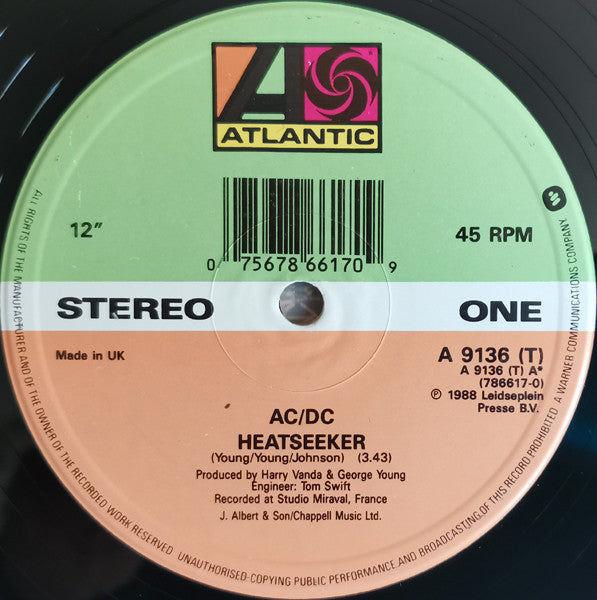 ATLANTIC
12"
45 RPM
0 75678 66170 9
STEREO
ONE
Made in UK
A 9136 (T)
A 9136 (T) A*
(786617-0)
℗ 1988 Leidseplein
Presse B.V.
AC/DC
HEATSEEKER
(Young/Young/Johnson) (3.43)
Produced by Harry Vanda & George Young
Engineer: Tom Swift
Recorded at Studio Miraval, France
J. Albert & Son/Chappell Music Ltd.
ALL RIGHTS OF THE MANUFACTURER AND OF THE OWNER OF THE RECORDED WORK RESERVED UNAUTHORISED COPYING PUBLIC PERFORMANCE AND BROADCASTING OF THIS RECORD PROHIBITED A WARNER COMMUNICATIONS COMPANY.